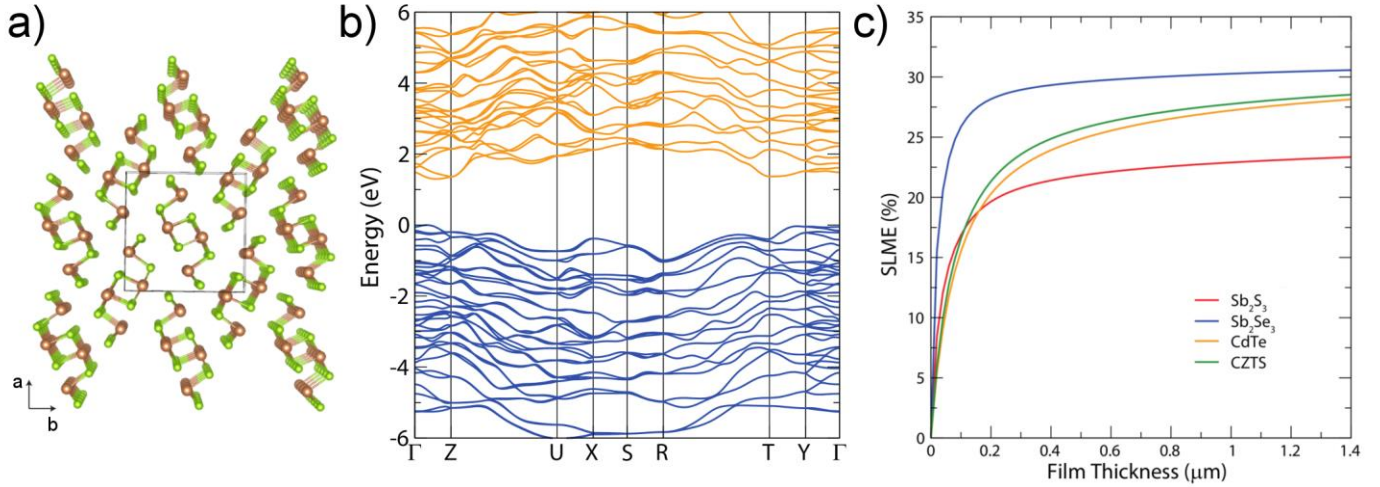 a)
a
b
b)
Energy (eV)
6
4
2
0
-2
-4
-6
Γ Z U X S R T Y Γ
c)
SLME (%)
35
30
25
20
15
10
5
0
0 0.2 0.4 0.6 0.8 1 1.2 1.4
Film Thickness (μm)
Sb₂S₃
Sb₂Se₃
CdTe
CZTS